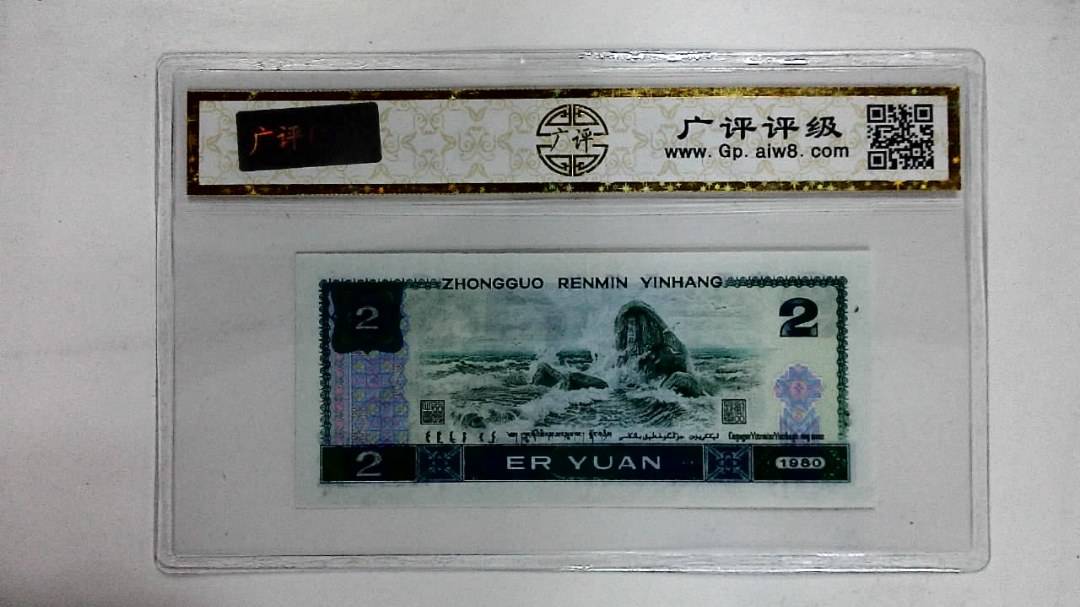 广评
广评
广评评级
www.Gp.aiw8.com
ZHONGGUO RENMIN YINHANG
2
2
2
ER YUAN
1980